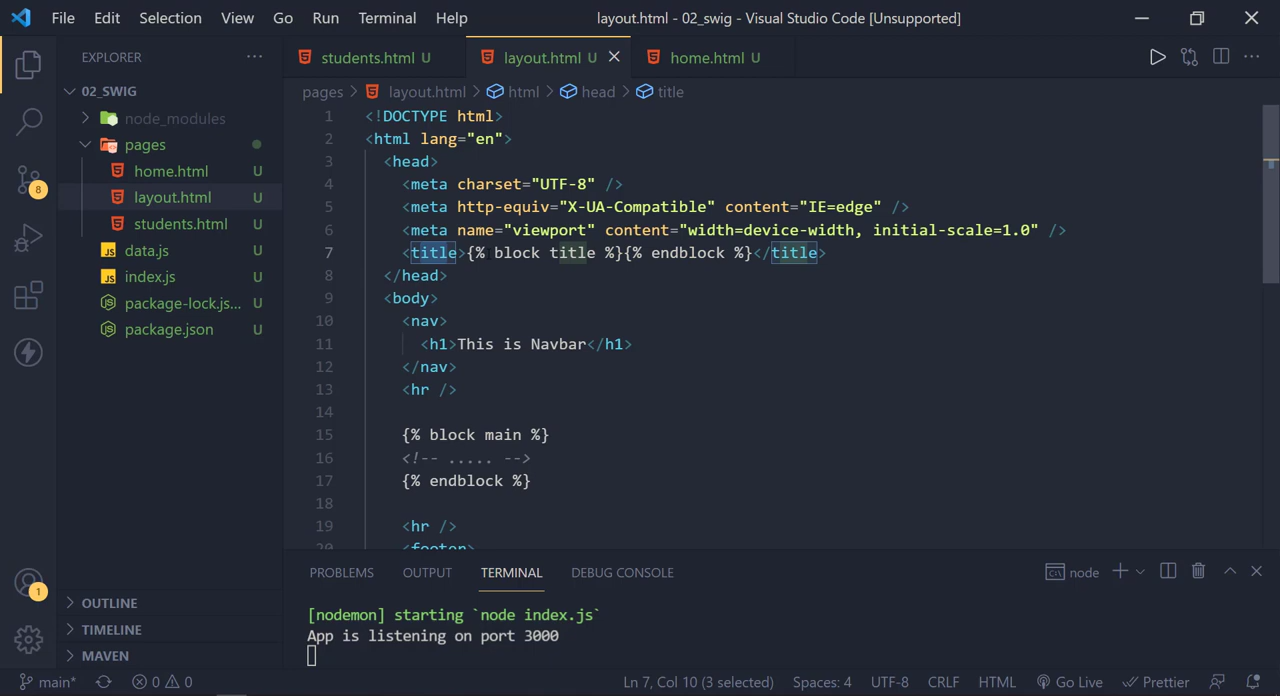 File Edit Selection View Go Run Terminal Help layout.html - 02_swig - Visual Studio Code [Unsupported]
EXPLORER
students.html U layout.html U home.html U
02_SWIG
pages > layout.html > html > head > title
node_modules
pages
home.html U
layout.html U
students.html U
data.js U
index.js U
package-lock.js... U
package.json U
1 <!DOCTYPE html>
2 <html lang="en">
3 <head>
4 <meta charset="UTF-8" />
5 <meta http-equiv="X-UA-Compatible" content="IE=edge" />
6 <meta name="viewport" content="width=device-width, initial-scale=1.0" />
7 <title>{% block title %}{% endblock %}</title>
8 </head>
9 <body>
10 <nav>
11 <h1>This is Navbar</h1>
12 </nav>
13 <hr />
14
15 {% block main %}
16 <!-- ..... -->
17 {% endblock %}
18
19 <hr />
20 <footer>
8
1
OUTLINE
TIMELINE
MAVEN
PROBLEMS OUTPUT TERMINAL DEBUG CONSOLE node
[nodemon] starting `node index.js`
App is listening on port 3000
main* 0 0 Ln 7, Col 10 (3 selected) Spaces: 4 UTF-8 CRLF HTML Go Live Prettier